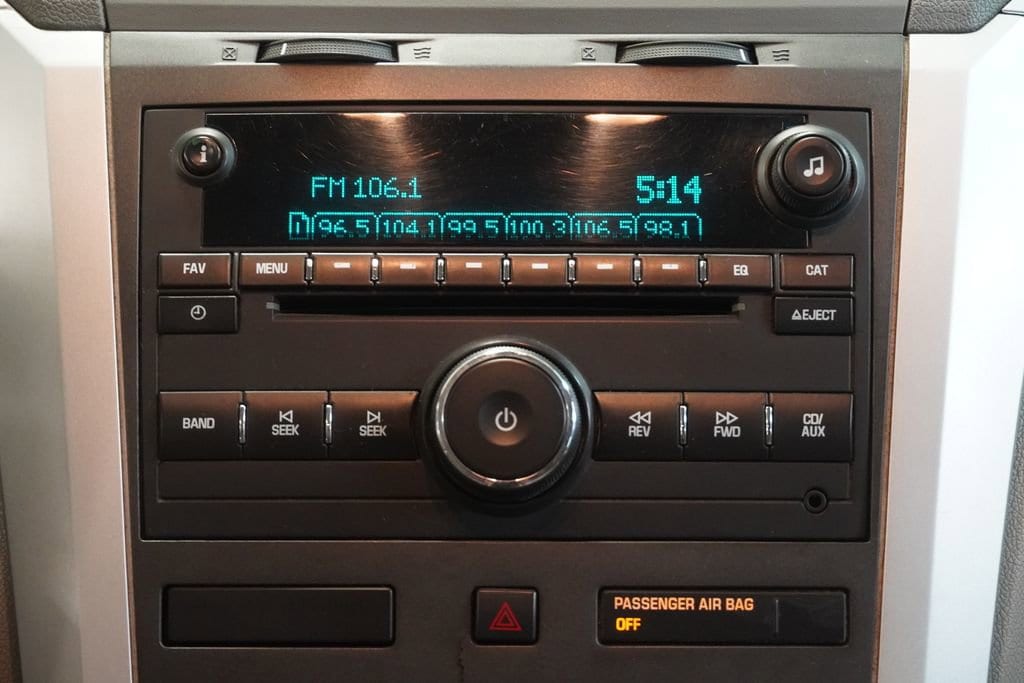 i
FM 106.1 5:14
1 96.5 104.1 99.5 100.3 106.5 98.1
FAV MENU EQ CAT
⏏EJECT
BAND SEEK SEEK REV FWD CD/
AUX
PASSENGER AIR BAG
OFF